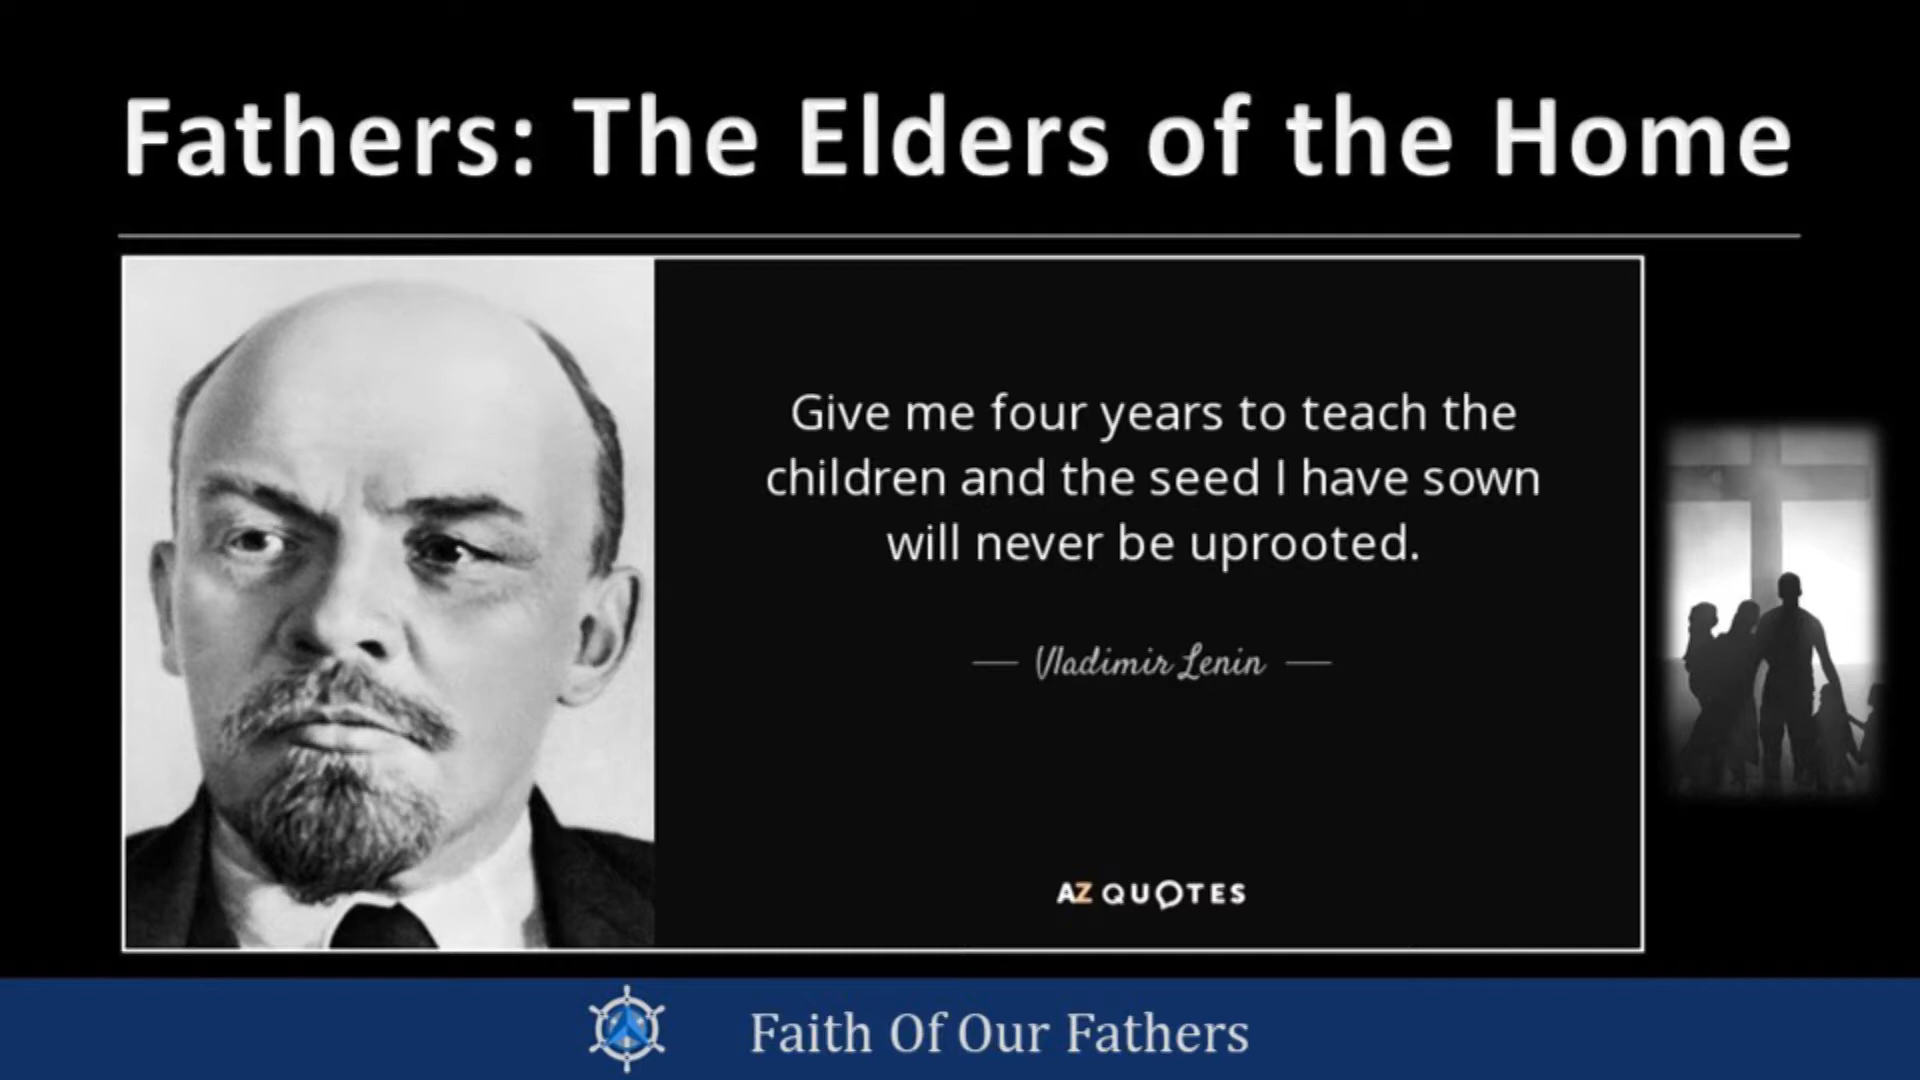 Fathers: The Elders of the Home
Give me four years to teach the
children and the seed I have sown
will never be uprooted.
— Vladimir Lenin —
AZ QUOTES
Faith Of Our Fathers